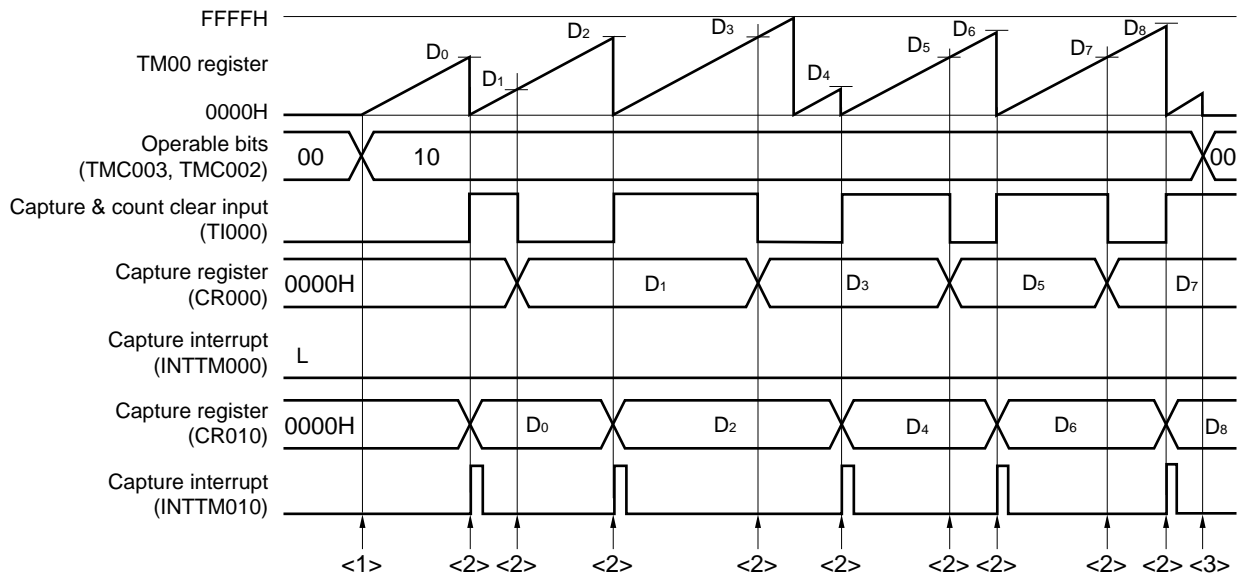 FFFFH
TM00 register
0000H
D0 D1 D2 D3 D4 D5 D6 D7 D8
Operable bits
(TMC003, TMC002)
00 10 00
Capture & count clear input
(TI000)
Capture register
(CR000)
0000H D1 D3 D5 D7
Capture interrupt
(INTTM000)
L
Capture register
(CR010)
0000H D0 D2 D4 D6 D8
Capture interrupt
(INTTM010)
<1> <2> <2> <2> <2> <2> <2> <2> <2> <2> <3>